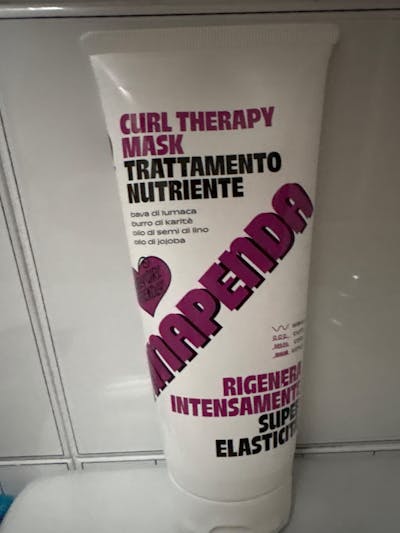 CURL THERAPY
MASK
TRATTAMENTO
NUTRIENTE
bava di lumaca
burro di karitè
olio di semi di lino
olio di jojoba
MAPENDA
RIGENERA
INTENSAMENTE
SUPER
ELASTICI